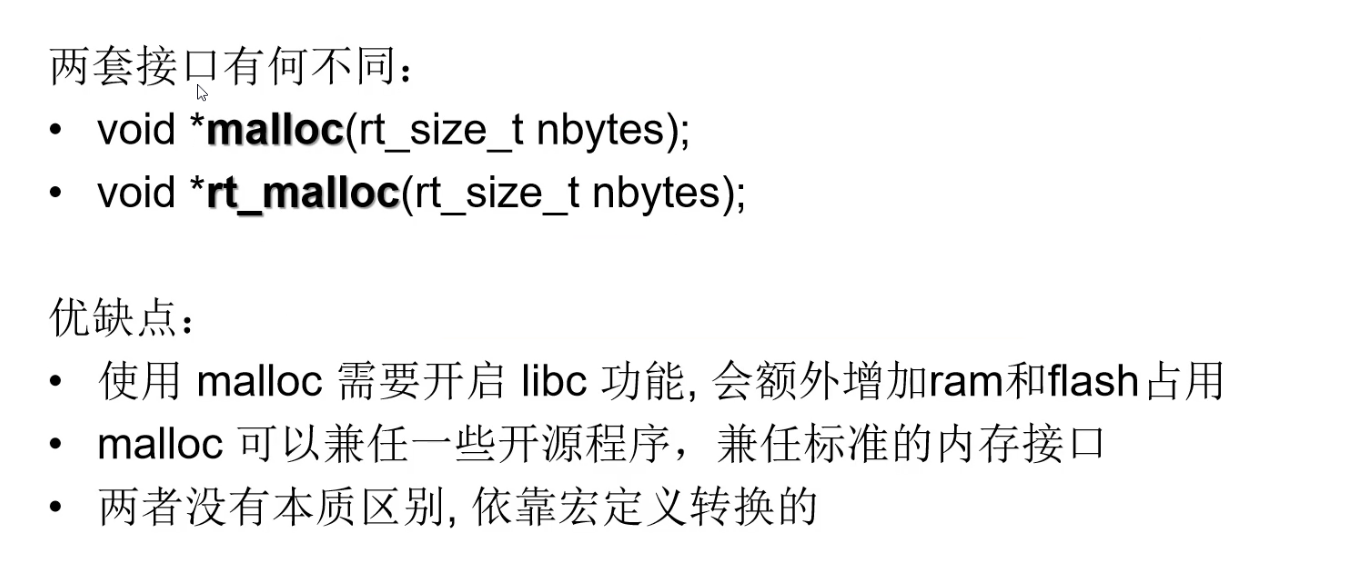 两套接口有何不同：
• void *malloc(rt_size_t nbytes);
• void *rt_malloc(rt_size_t nbytes);
优缺点：
• 使用 malloc 需要开启 libc 功能, 会额外增加ram和flash占用
• malloc 可以兼任一些开源程序，兼任标准的内存接口
• 两者没有本质区别, 依靠宏定义转换的